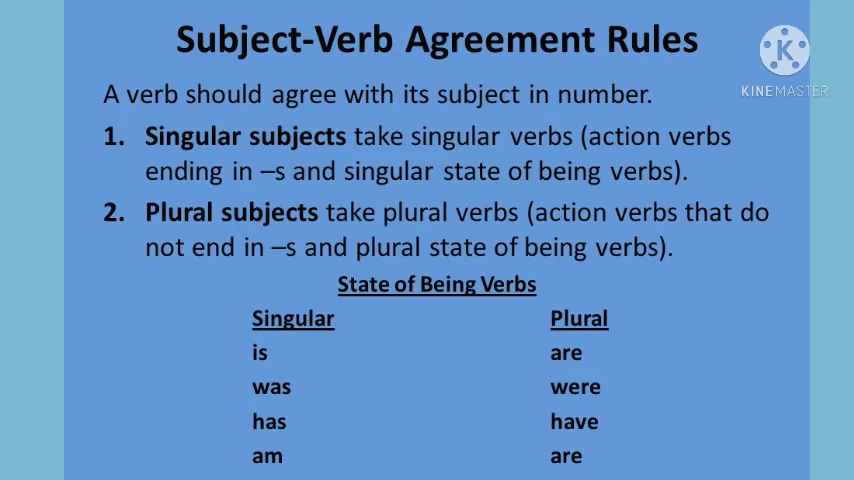 Subject-Verb Agreement Rules
K
KINEMASTER
A verb should agree with its subject in number.
1. Singular subjects take singular verbs (action verbs
ending in –s and singular state of being verbs).
2. Plural subjects take plural verbs (action verbs that do
not end in –s and plural state of being verbs).
State of Being Verbs
Singular Plural
is are
was were
has have
am are